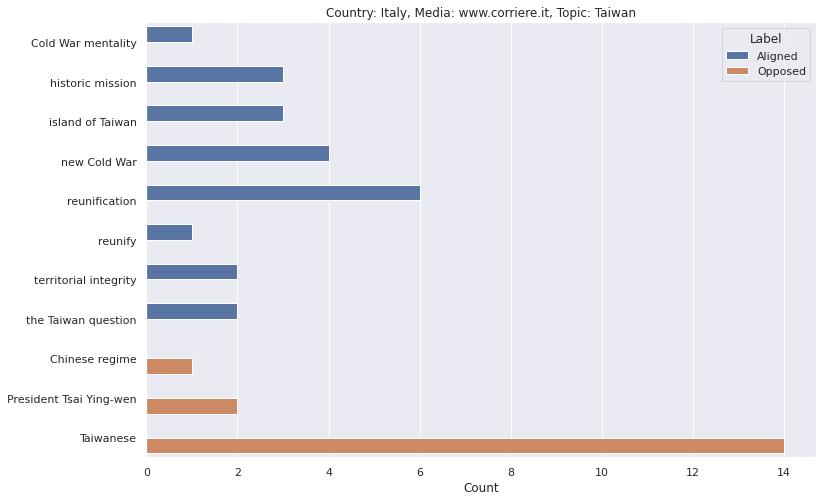 Country: Italy, Media: www.corriere.it, Topic: Taiwan
Label
Aligned
Opposed
Cold War mentality
historic mission
island of Taiwan
new Cold War
reunification
reunify
territorial integrity
the Taiwan question
Chinese regime
President Tsai Ying-wen
Taiwanese
0 2 4 6 8 10 12 14
Count